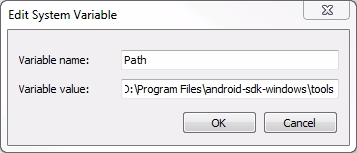 Edit System Variable
Variable name: Path
Variable value: D:\Program Files\android-sdk-windows\tools
OK Cancel